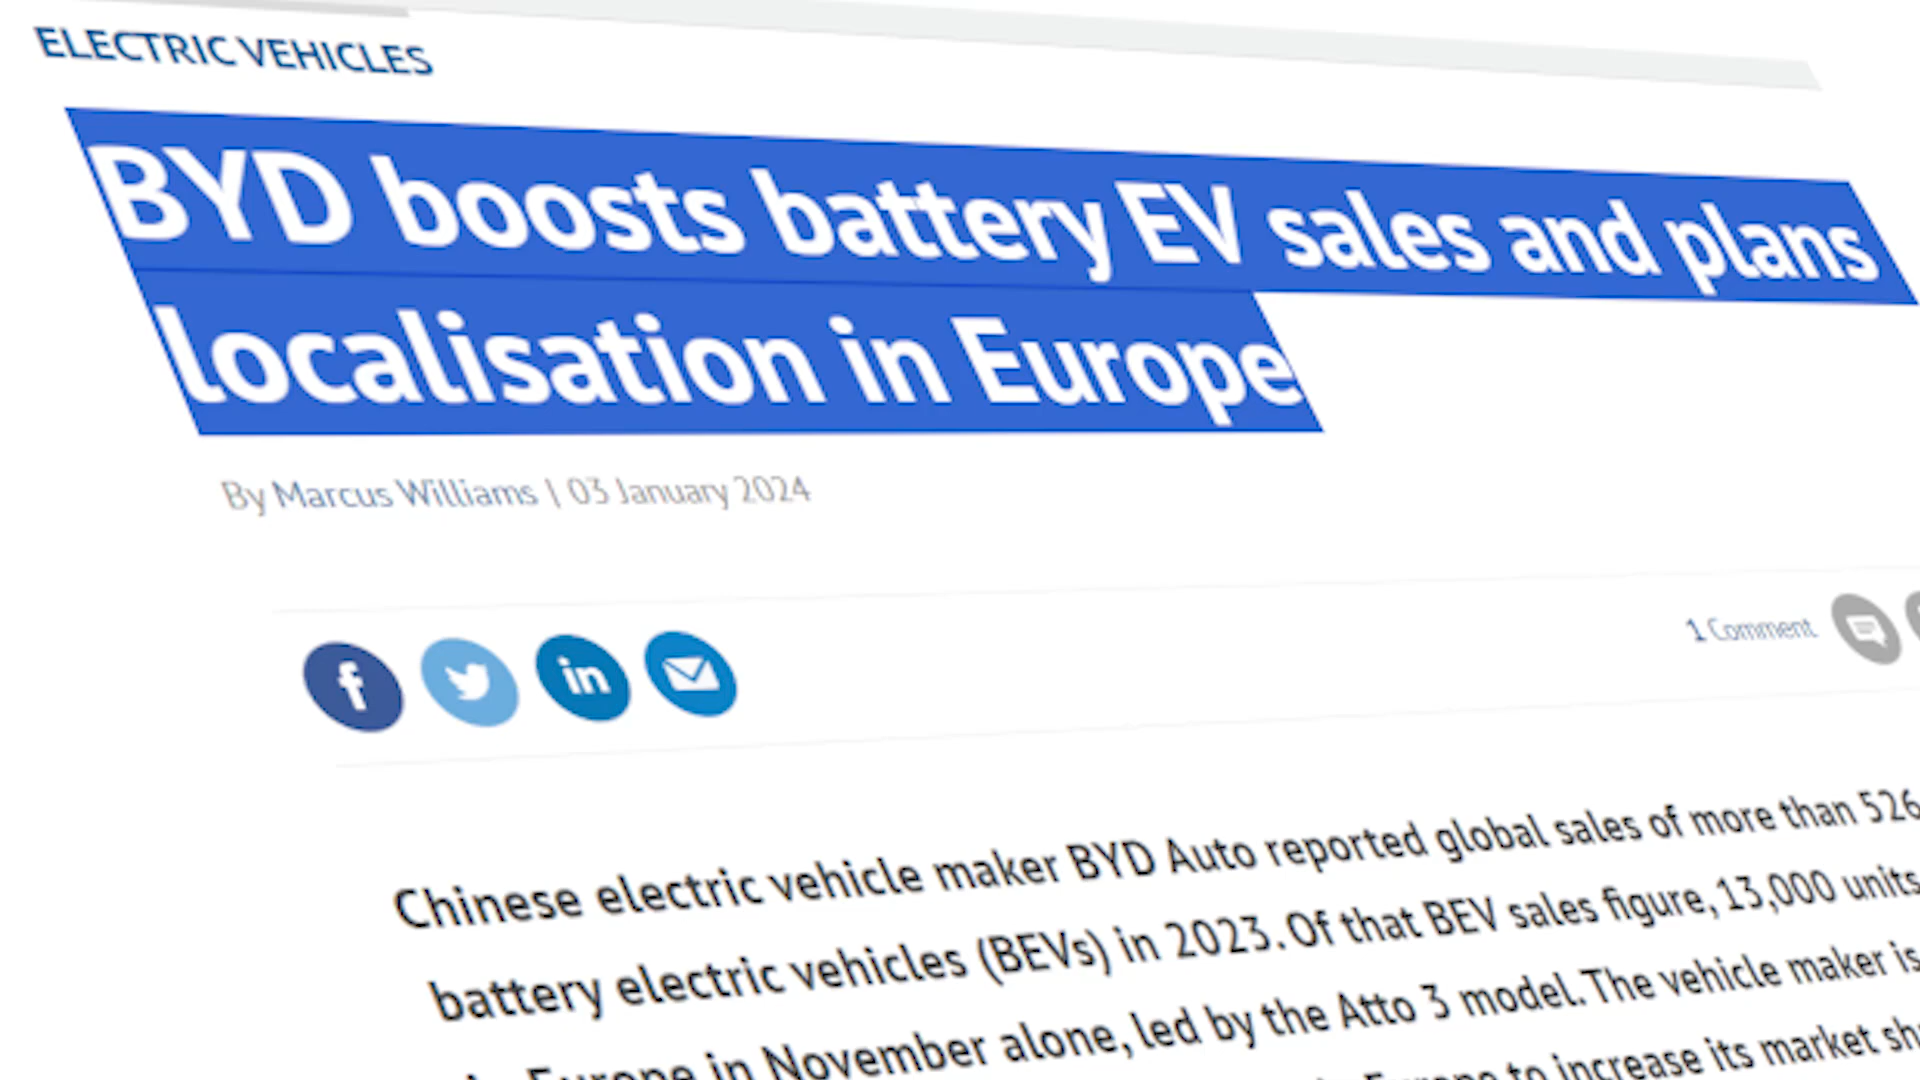 ELECTRIC VEHICLES
BYD boosts battery EV sales and plans
localisation in Europe
By Marcus Williams | 03 January 2024
1 Comment
Chinese electric vehicle maker BYD Auto reported global sales of more than 526
battery electric vehicles (BEVs) in 2023. Of that BEV sales figure, 13,000 units
Europe in November alone, led by the Atto 3 model. The vehicle maker is
Europe to increase its market